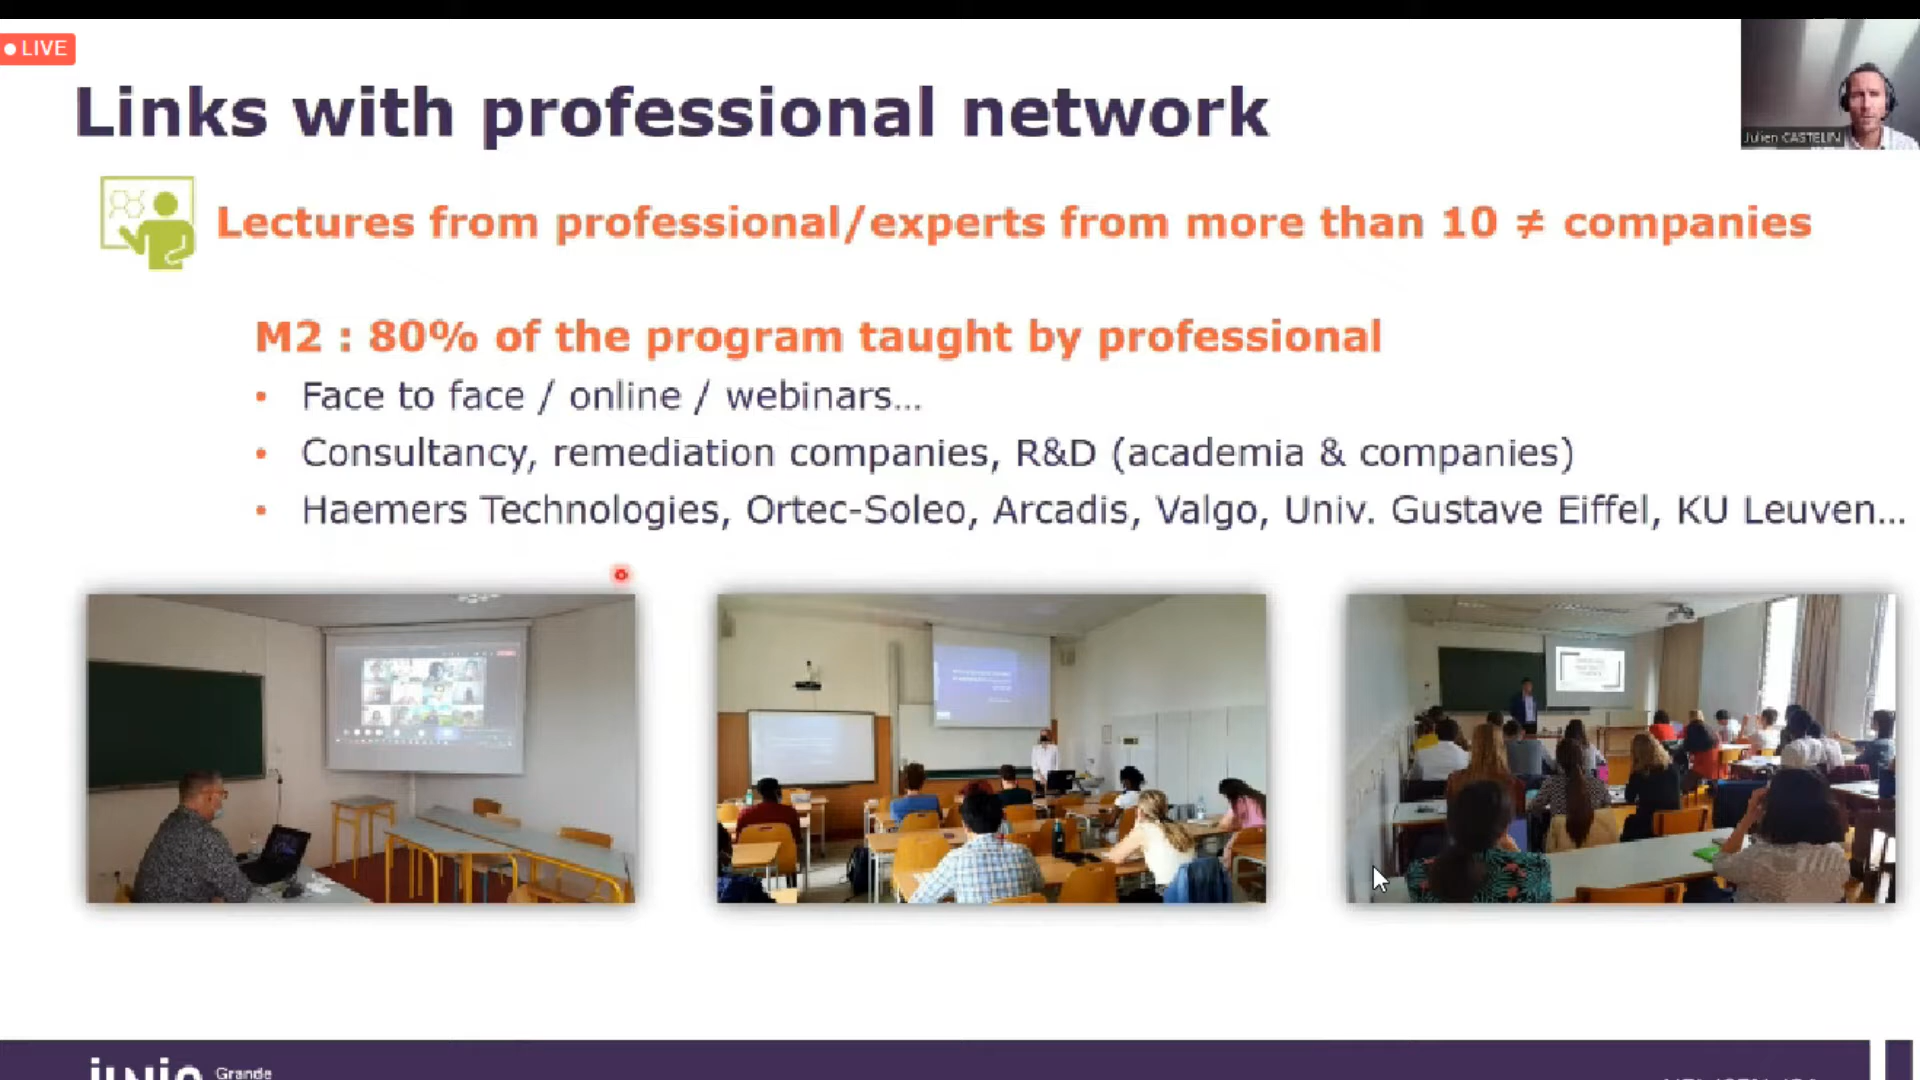 LIVE
Links with professional network
Julien CASTELIN
Lectures from professional/experts from more than 10 ≠ companies
M2 : 80% of the program taught by professional
• Face to face / online / webinars...
• Consultancy, remediation companies, R&D (academia & companies)
• Haemers Technologies, Ortec-Soleo, Arcadis, Valgo, Univ. Gustave Eiffel, KU Leuven...
Grande